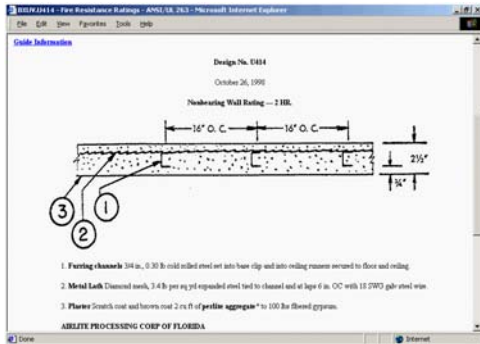 BXUV.U414 - Fire Resistance Ratings - ANSI/UL 263 - Microsoft Internet Explorer
File Edit View Favorites Tools Help
Guide Information
Design No. U414
October 26, 1998
Nonbearing Wall Rating — 2 HR.
16" O. C. 16" O. C.
2½"
¾"
3
2
1
1. Furring channels 3/4 in., 0.30 lb cold rolled steel set into base clip and into ceiling runners secured to floor and ceiling.
2. Metal Lath Diamond mesh, 3.4 lb per sq yd expanded steel tied to channel and at laps 6 in. OC with 18 SWG galv steel wire.
3. Plaster Scratch coat and brown coat 2 cu ft of perlite aggregate* to 100 lbs fibered gypsum.
AIRLITE PROCESSING CORP OF FLORIDA
Done Internet